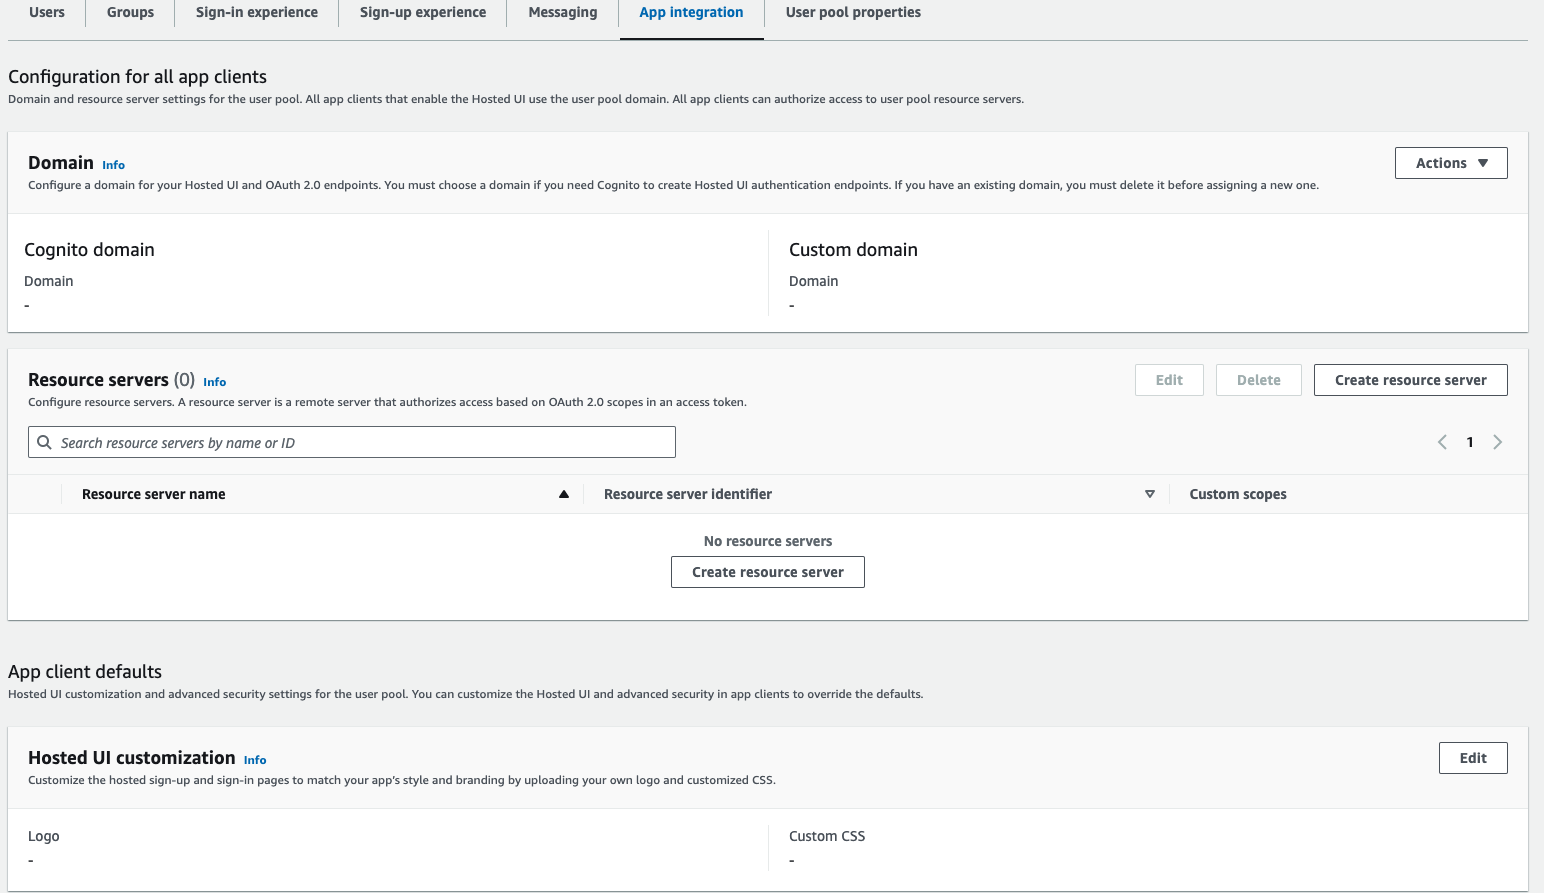 Users Groups Sign-in experience Sign-up experience Messaging App integration User pool properties
Configuration for all app clients
Domain and resource server settings for the user pool. All app clients that enable the Hosted UI use the user pool domain. All app clients can authorize access to user pool resource servers.
Domain Info
Actions
Configure a domain for your Hosted UI and OAuth 2.0 endpoints. You must choose a domain if you need Cognito to create Hosted UI authentication endpoints. If you have an existing domain, you must delete it before assigning a new one.
Cognito domain
Domain
-
Custom domain
Domain
-
Resource servers (0) Info
Edit Delete Create resource server
Configure resource servers. A resource server is a remote server that authorizes access based on OAuth 2.0 scopes in an access token.
Search resource servers by name or ID
1
Resource server name Resource server identifier Custom scopes
No resource servers
Create resource server
App client defaults
Hosted UI customization and advanced security settings for the user pool. You can customize the Hosted UI and advanced security in app clients to override the defaults.
Hosted UI customization Info
Edit
Customize the hosted sign-up and sign-in pages to match your app's style and branding by uploading your own logo and customized CSS.
Logo
-
Custom CSS
-